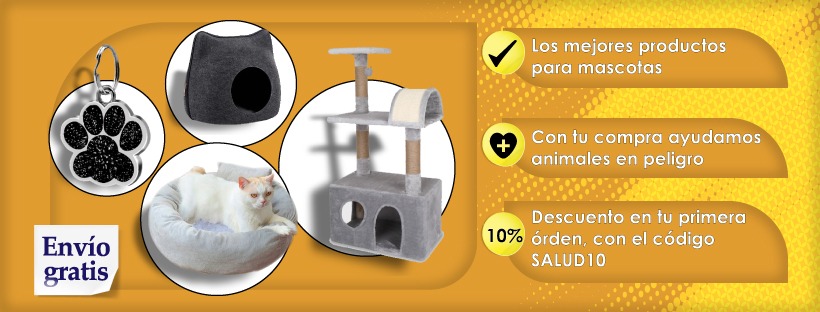 Los mejores productos
para mascotas
Con tu compra ayudamos
animales en peligro
10%
Descuento en tu primera
órden, con el código
SALUD10
Envío
gratis